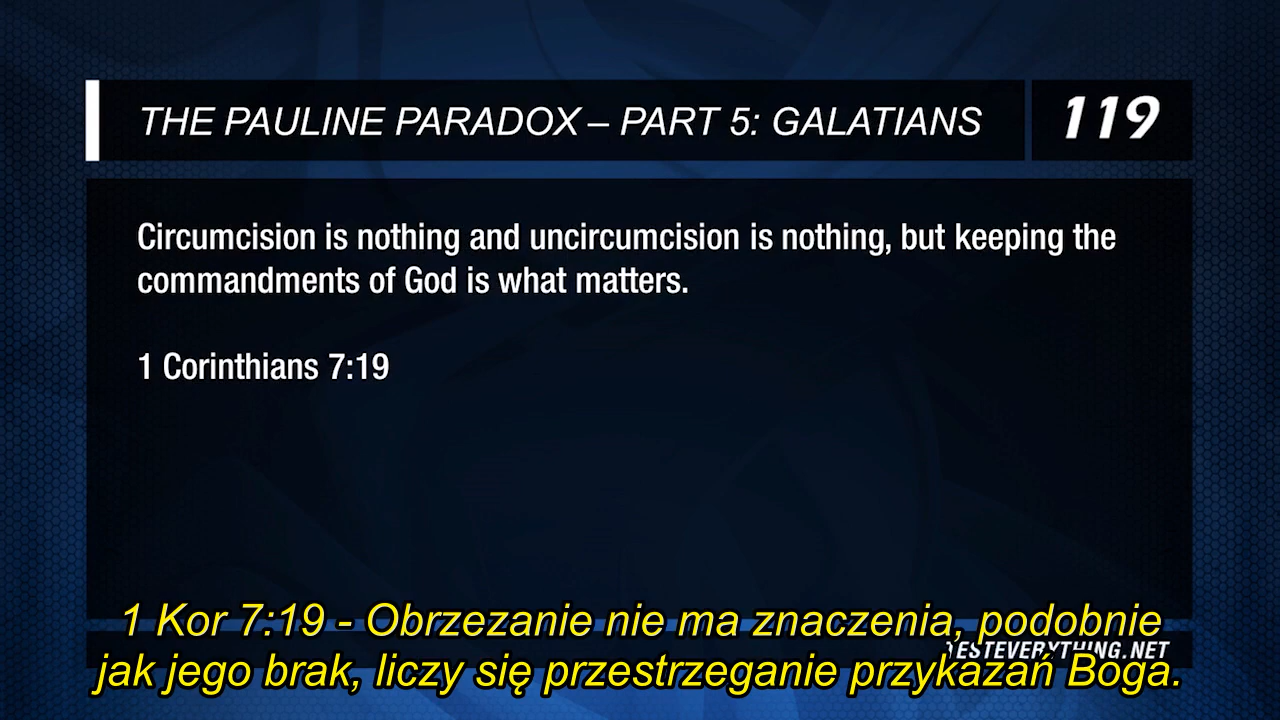 THE PAULINE PARADOX – PART 5: GALATIANS
119
Circumcision is nothing and uncircumcision is nothing, but keeping the
commandments of God is what matters.
1 Corinthians 7:19
1 Kor 7:19 - Obrzezanie nie ma znaczenia, podobnie
jak jego brak, liczy się przestrzeganie przykazań Boga.